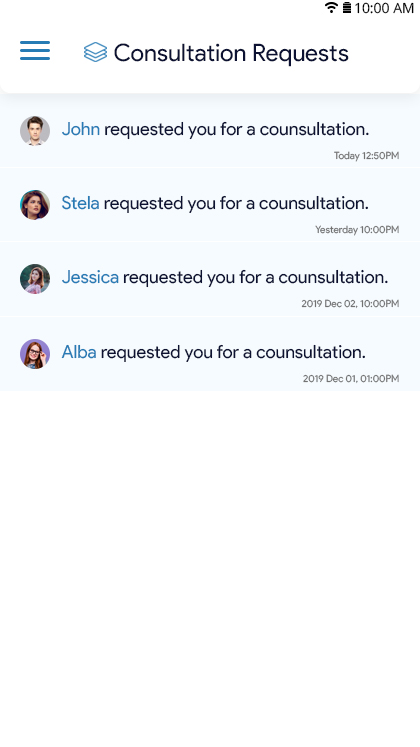 10:00 AM
Consultation Requests
John requested you for a counsultation.
Today 12:50PM
Stela requested you for a counsultation.
Yesterday 10:00PM
Jessica requested you for a counsultation.
2019 Dec 02, 10:00PM
Alba requested you for a counsultation.
2019 Dec 01, 01:00PM